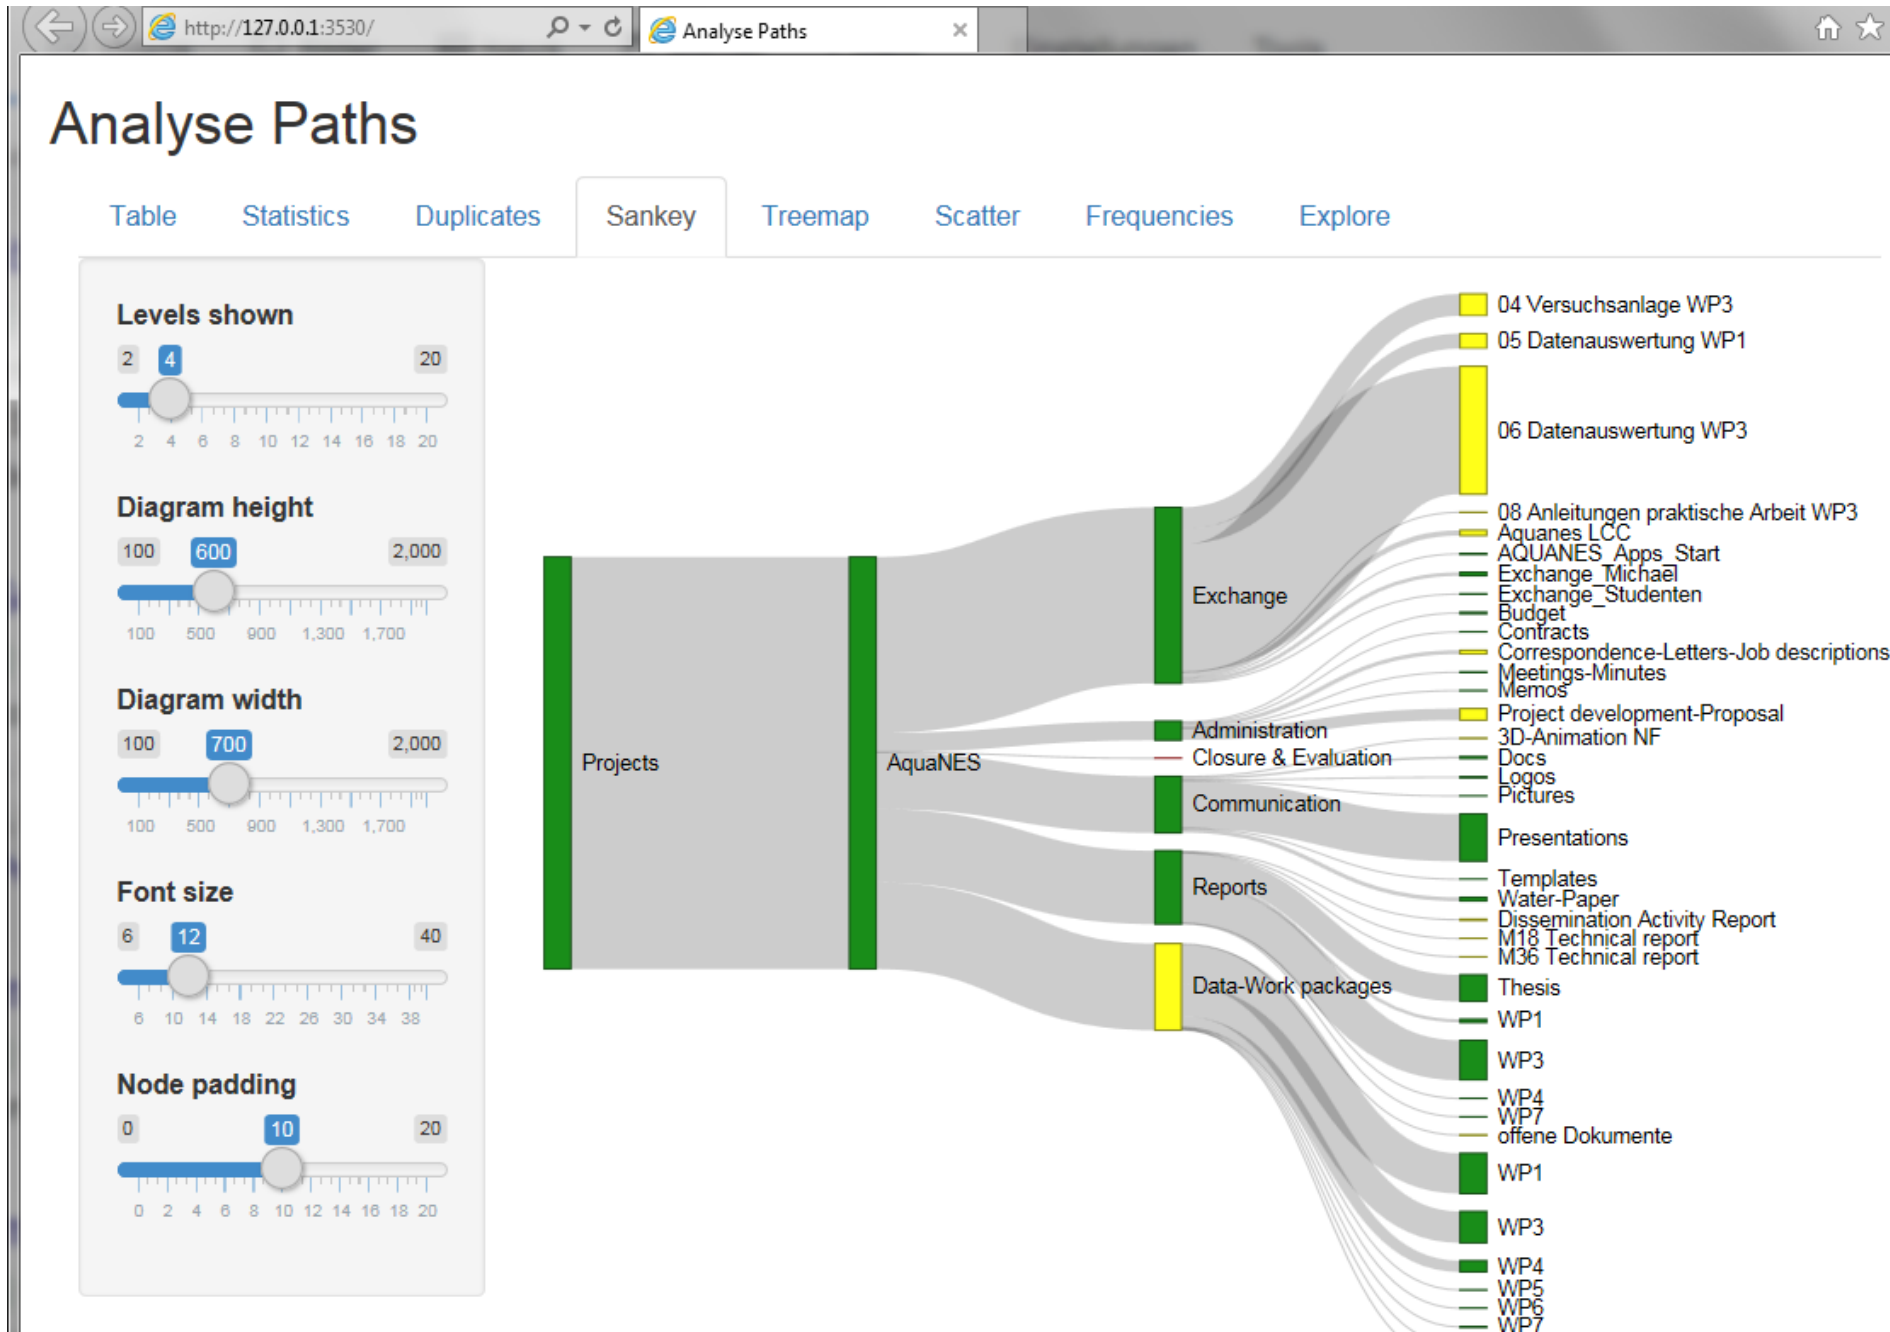 http://127.0.0.1:3530/
Analyse Paths
Analyse Paths
Table Statistics Duplicates Sankey Treemap Scatter Frequencies Explore
Levels shown
2 4 20
2 4 6 8 10 12 14 16 18 20
Diagram height
100 600 2,000
100 500 900 1,300 1,700
Diagram width
100 700 2,000
100 500 900 1,300 1,700
Font size
6 12 40
6 10 14 18 22 26 30 34 38
Node padding
0 10 20
0 2 4 6 8 10 12 14 16 18 20
Projects
AquaNES
Exchange
Administration
Closure & Evaluation
Communication
Reports
Data-Work packages
04 Versuchsanlage WP3
05 Datenauswertung WP1
06 Datenauswertung WP3
08 Anleitungen praktische Arbeit WP3
Aquanes LCC
AQUANES_Apps_Start
Exchange_Michael
Exchange_Studenten
Budget
Contracts
Correspondence-Letters-Job descriptions
Meetings-Minutes
Memos
Project development-Proposal
3D-Animation NF
Docs
Logos
Pictures
Presentations
Templates
Water-Paper
Dissemination Activity Report
M18 Technical report
M36 Technical report
Thesis
WP1
WP3
WP4
WP7
offene Dokumente
WP1
WP3
WP4
WP5
WP6
WP7